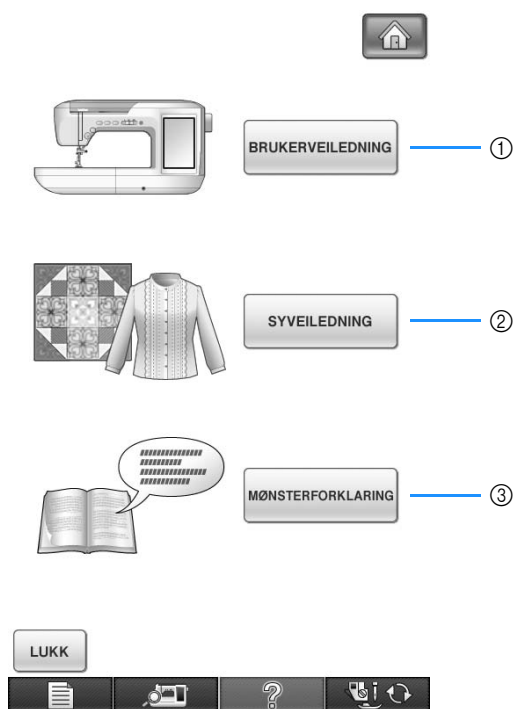 BRUKERVEILEDNING ①
SYVEILEDNING ②
MØNSTERFORKLARING ③
LUKK